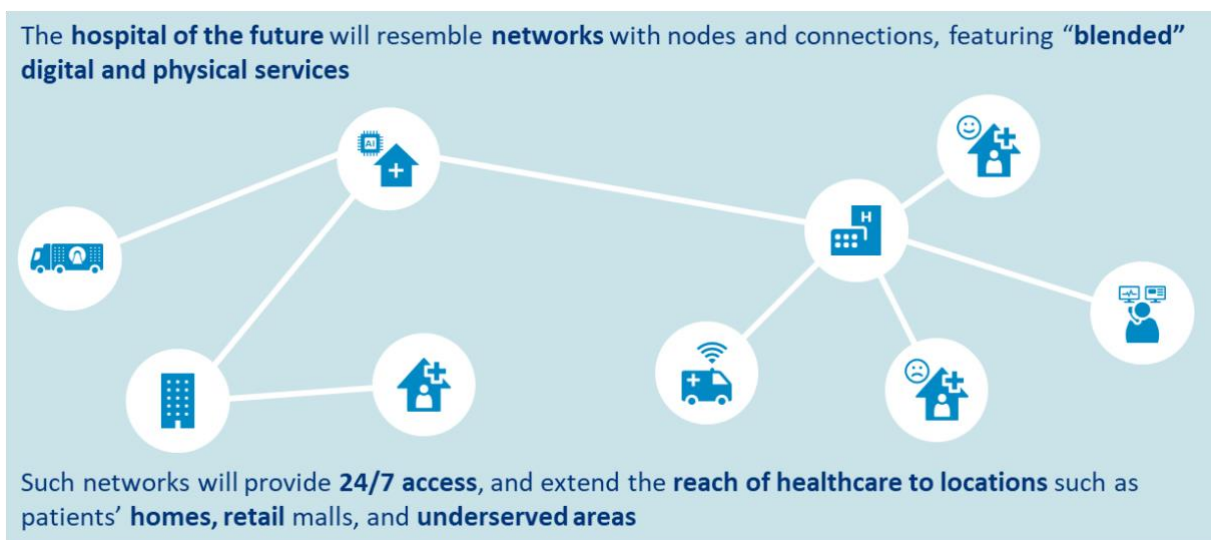 The hospital of the future will resemble networks with nodes and connections, featuring “blended”
digital and physical services
AI
H
Such networks will provide 24/7 access, and extend the reach of healthcare to locations such as
patients’ homes, retail malls, and underserved areas